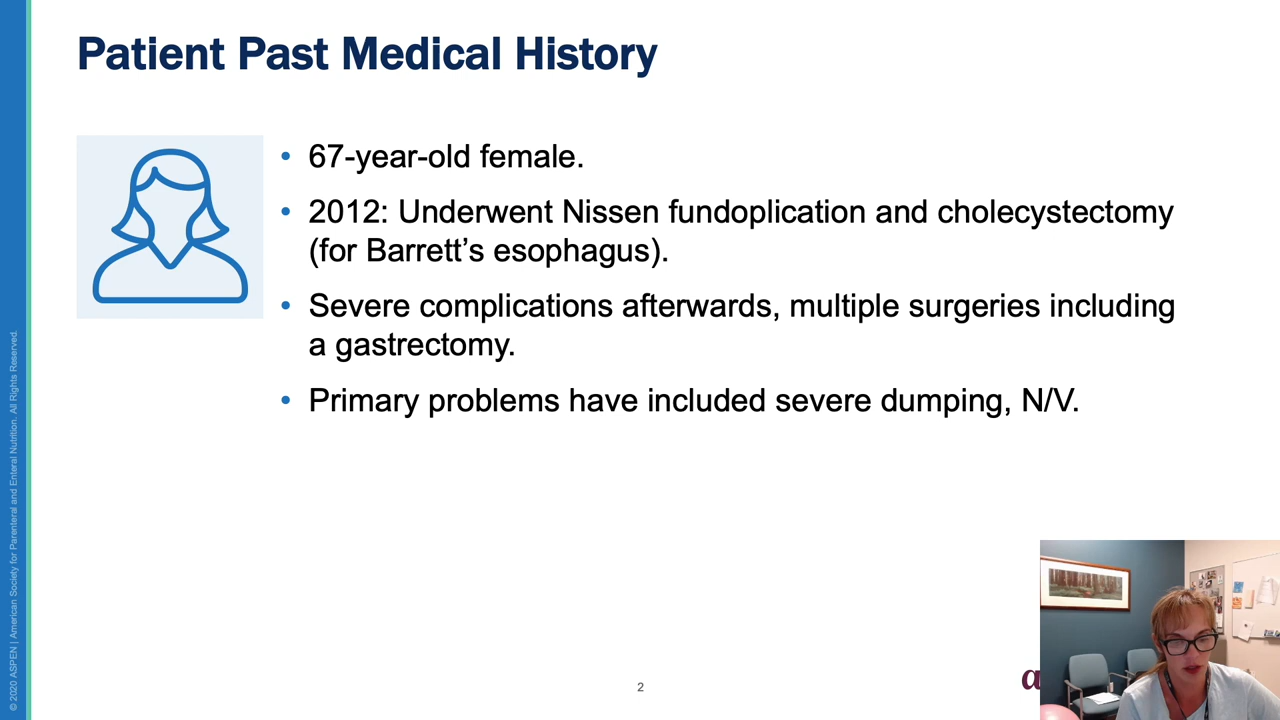 Patient Past Medical History
• 67-year-old female.
• 2012: Underwent Nissen fundoplication and cholecystectomy
(for Barrett’s esophagus).
• Severe complications afterwards, multiple surgeries including
a gastrectomy.
• Primary problems have included severe dumping, N/V.
© 2020 ASPEN | American Society for Parenteral and Enteral Nutrition. All Rights Reserved.
2
a